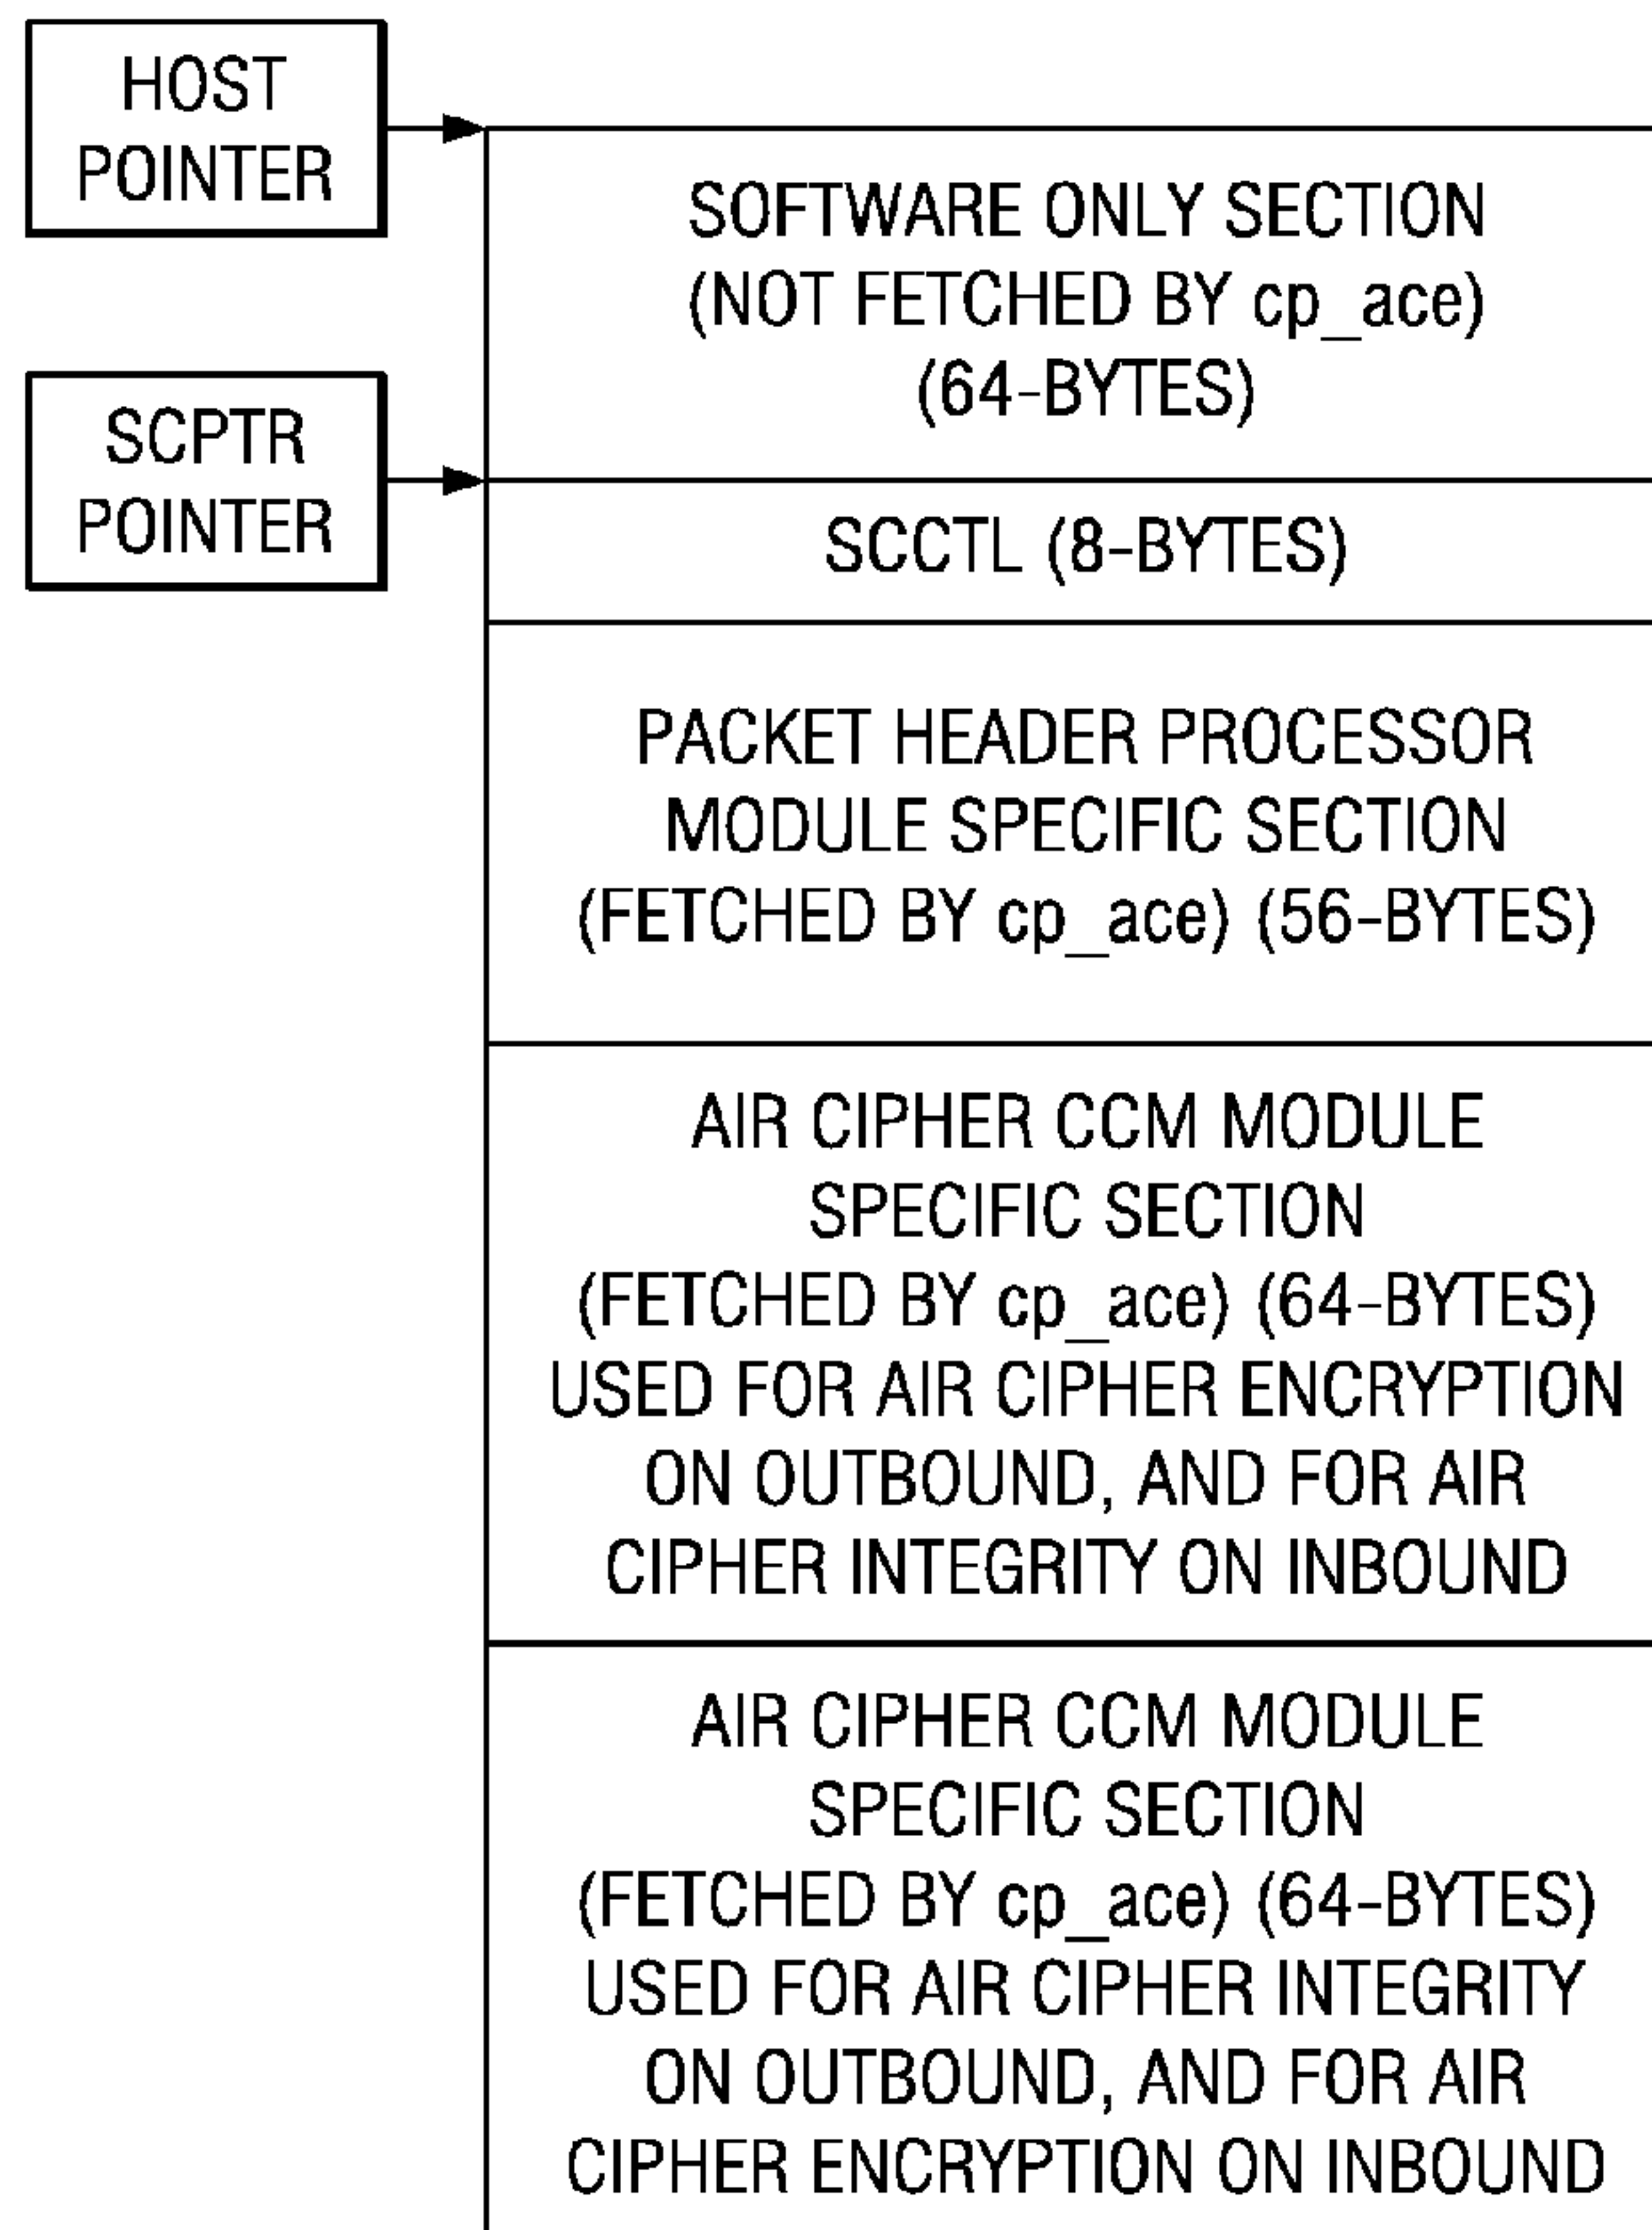 HOST
POINTER
SOFTWARE ONLY SECTION
(NOT FETCHED BY cp_ace)
(64-BYTES)
SCPTR
POINTER
SCCTL (8-BYTES)
PACKET HEADER PROCESSOR
MODULE SPECIFIC SECTION
(FETCHED BY cp_ace) (56-BYTES)
AIR CIPHER CCM MODULE
SPECIFIC SECTION
(FETCHED BY cp_ace) (64-BYTES)
USED FOR AIR CIPHER ENCRYPTION
ON OUTBOUND, AND FOR AIR
CIPHER INTEGRITY ON INBOUND
AIR CIPHER CCM MODULE
SPECIFIC SECTION
(FETCHED BY cp_ace) (64-BYTES)
USED FOR AIR CIPHER INTEGRITY
ON OUTBOUND, AND FOR AIR
CIPHER ENCRYPTION ON INBOUND